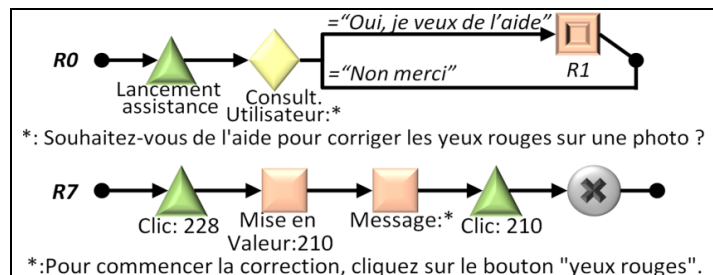 ="Oui, je veux de l'aide"
R0
="Non merci"
R1
Lancement
assistance
Consult.
Utilisateur:*
*: Souhaitez-vous de l'aide pour corriger les yeux rouges sur une photo ?
R7
Clic: 228
Mise en
Valeur:210
Message:*
Clic: 210
*:Pour commencer la correction, cliquez sur le bouton "yeux rouges".